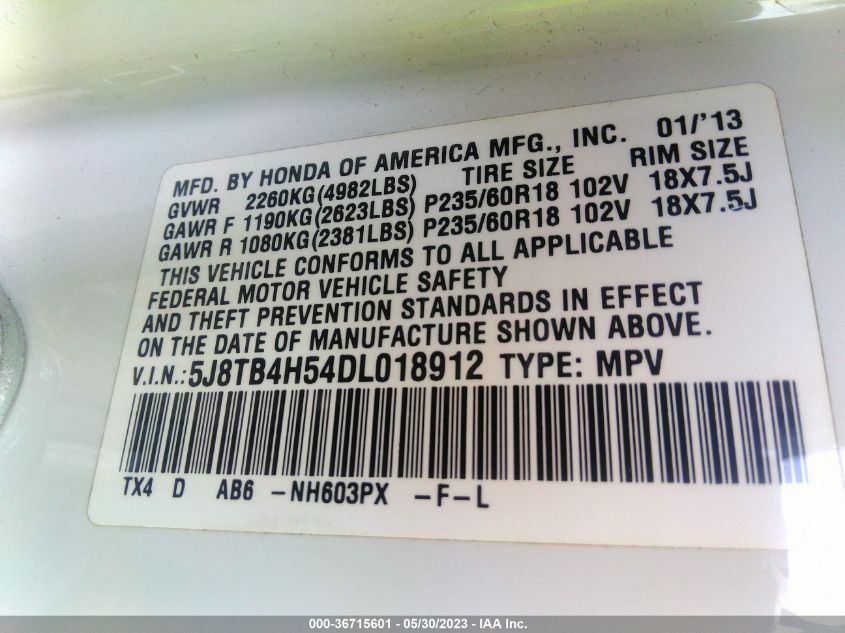 MFD. BY HONDA OF AMERICA MFG., INC. 01/'13
GVWR 2260KG(4982LBS) TIRE SIZE RIM SIZE
GAWR F 1190KG(2623LBS) P235/60R18 102V 18X7.5J
GAWR R 1080KG(2381LBS) P235/60R18 102V 18X7.5J
THIS VEHICLE CONFORMS TO ALL APPLICABLE
FEDERAL MOTOR VEHICLE SAFETY
AND THEFT PREVENTION STANDARDS IN EFFECT
ON THE DATE OF MANUFACTURE SHOWN ABOVE.
V.I.N.:5J8TB4H54DL018912 TYPE: MPV
TX4 D AB6 -NH603PX -F-L
000-36715601 - 05/30/2023 - IAA Inc.